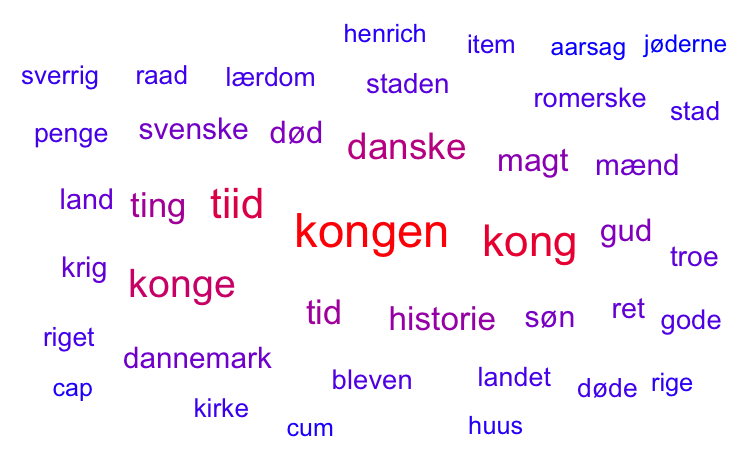 henrich item aarsag jøderne
sverrig raad lærdom staden romerske stad
penge svenske død danske magt mænd
land ting tiid kongen kong gud troe
krig konge tid historie søn ret gode
riget dannemark bleven landet døde rige
cap kirke cum huus